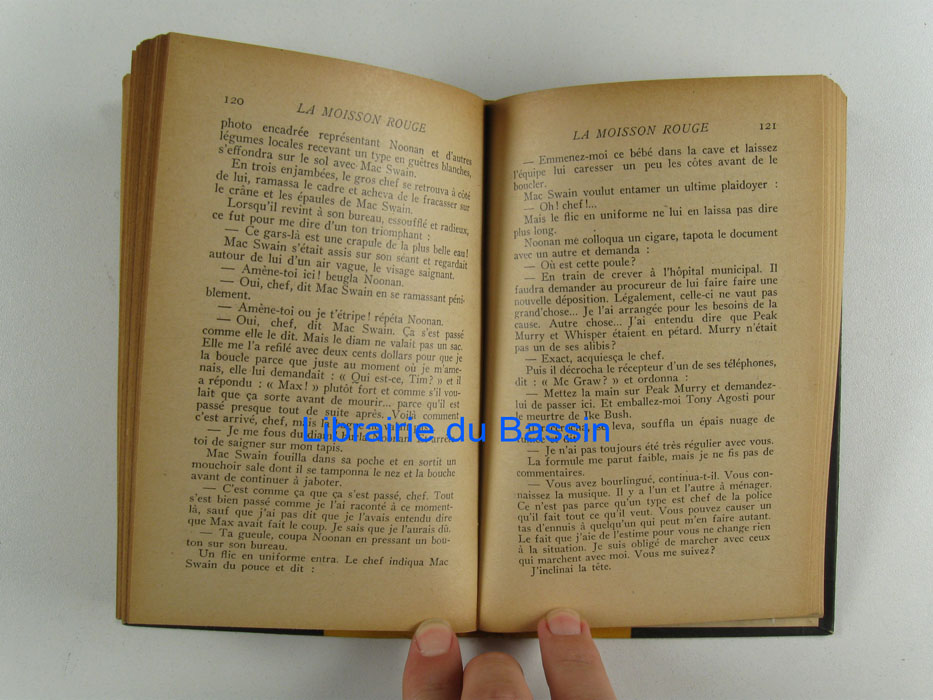 120
LA MOISSON ROUGE
photo encadrée représentant Noonan et d'autres
légumes locales recevant un type en guêtres blanches,
s'effondra sur le sol avec Mac Swain.
En trois enjambées, le gros chef se retrouva à côté
de lui, ramassa le cadre et acheva de le fracasser sur
le crâne et les épaules de Mac Swain.
Lorsqu'il revint à son bureau, essoufflé et radieux,
ce fut pour me dire d'un ton triomphant :
— Ce gars-là est une crapule de la plus belle eau!
Mac Swain s'était assis sur son séant et regardait
autour de lui d'un air vague, le visage saignant.
— Amène-toi ici! beugla Noonan.
— Oui, chef, dit Mac Swain en se ramassant péni-
blement.
— Amène-toi ou je t'étripe! répéta Noonan.
— Oui, chef, dit Mac Swain. Ça s'est passé
comme elle le dit. Mais le diam ne valait pas un sac.
Elle me l'a refilé avec deux cents dollars pour que je
la boucle parce que juste au moment où je m'ame-
nais, elle lui demandait : « Qui est-ce, Tim? » et il
a répondu : « Max! » plutôt fort et comme s'il vou-
lait que ça sorte avant de mourir... parce qu'il est
passé presque tout de suite après. Voilà comment
c'est arrivé, chef, mais la
— Je me fous du diam,
toi de saigner sur mon tapis.
Mac Swain fouilla dans sa poche et en sortit un
mouchoir sale dont il se tamponna le nez et la bouche
avant de continuer à jaboter.
— C'est comme ça que ça s'est passé, chef. Tout
s'est bien passé comme je l'ai raconté à ce moment-
là, sauf que j'ai pas dit que je l'avais entendu dire
que Max avait fait le coup. Je sais que je l'aurais dû.
— Ta gueule, coupa Noonan en pressant un bou-
ton sur son bureau.
Un flic en uniforme entra. Le chef indiqua Mac
Swain du pouce et dit :
LA MOISSON ROUGE
121
— Emmenez-moi ce bébé dans la cave et laissez
l'équipe lui caresser un peu les côtes avant de le
boucler.
Mac Swain voulut entamer un ultime plaidoyer :
— Oh! chef!...
Mais le flic en uniforme ne lui en laissa pas dire
plus long.
Noonan me colloqua un cigare, tapota le document
avec un autre et demanda :
— Où est cette poule?
— En train de crever à l'hôpital municipal. Il
faudra demander au procureur de lui faire faire une
nouvelle déposition. Légalement, celle-ci ne vaut pas
grand'chose... Je l'ai arrangée pour les besoins de la
cause. Autre chose... J'ai entendu dire que Peak
Murry et Whisper étaient en pétard. Murry n'était
pas un de ses alibis?
— Exact, acquiesça le chef.
Puis il décrocha le récepteur d'un de ses téléphones,
dit : « Mc Graw? » et ordonna :
— Mettez la main sur Peak Murry et demandez-
lui de passer ici. Et emballez-moi Tony Agosti pour
le meurtre de Ike Bush.
leva, souffla un épais nuage de
— Je n'ai pas toujours été très régulier avec vous.
La formule me parut faible, mais je ne fis pas de
commentaires.
— Vous avez bourlingué, continua-t-il. Vous con-
naissez la musique. Il y a l'un et l'autre à ménager.
Ce n'est pas parce qu'un type est chef de la police
qu'il fait tout ce qu'il veut. Vous pouvez causer un
tas d'ennuis à quelqu'un qui peut m'en faire autant.
Le fait que j'aie de l'estime pour vous ne change rien
à la situation. Je suis obligé de marcher avec ceux
qui marchent avec moi. Vous me suivez?
J'inclinai la tête.
Librairie du Bassin